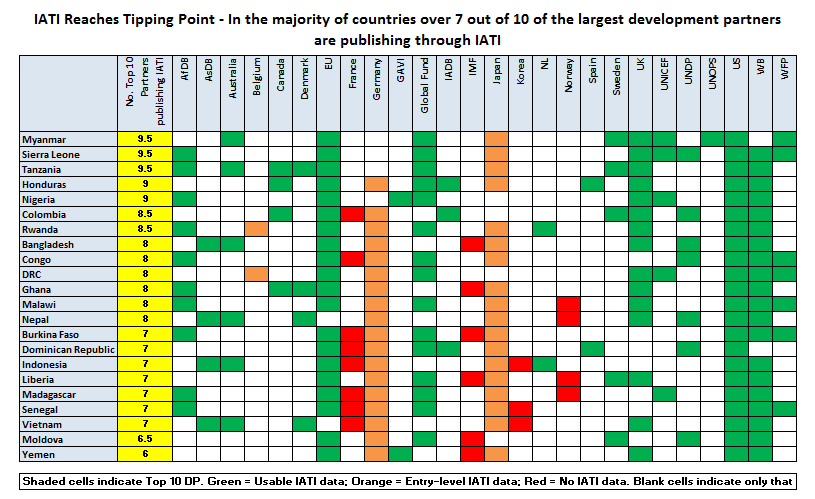 IATI Reaches Tipping Point - In the majority of countries over 7 out of 10 of the largest development partners
are publishing through IATI
No. Top 10 Partners publishing IATI AfDB AsDB Australia Belgium Canada Denmark EU France Germany GAVI Global Fund IADB IMF Japan Korea NL Norway Spain Sweden UK UNICEF UNDP UNOPS US WB WFP
Myanmar 9.5
Sierra Leone 9.5
Tanzania 9.5
Honduras 9
Nigeria 9
Colombia 8.5
Rwanda 8.5
Bangladesh 8
Congo 8
DRC 8
Ghana 8
Malawi 8
Nepal 8
Burkina Faso 7
Dominican Republic 7
Indonesia 7
Liberia 7
Madagascar 7
Senegal 7
Vietnam 7
Moldova 6.5
Yemen 6
Shaded cells indicate Top 10 DP. Green = Usable IATI data; Orange = Entry-level IATI data; Red = No IATI data. Blank cells indicate only that